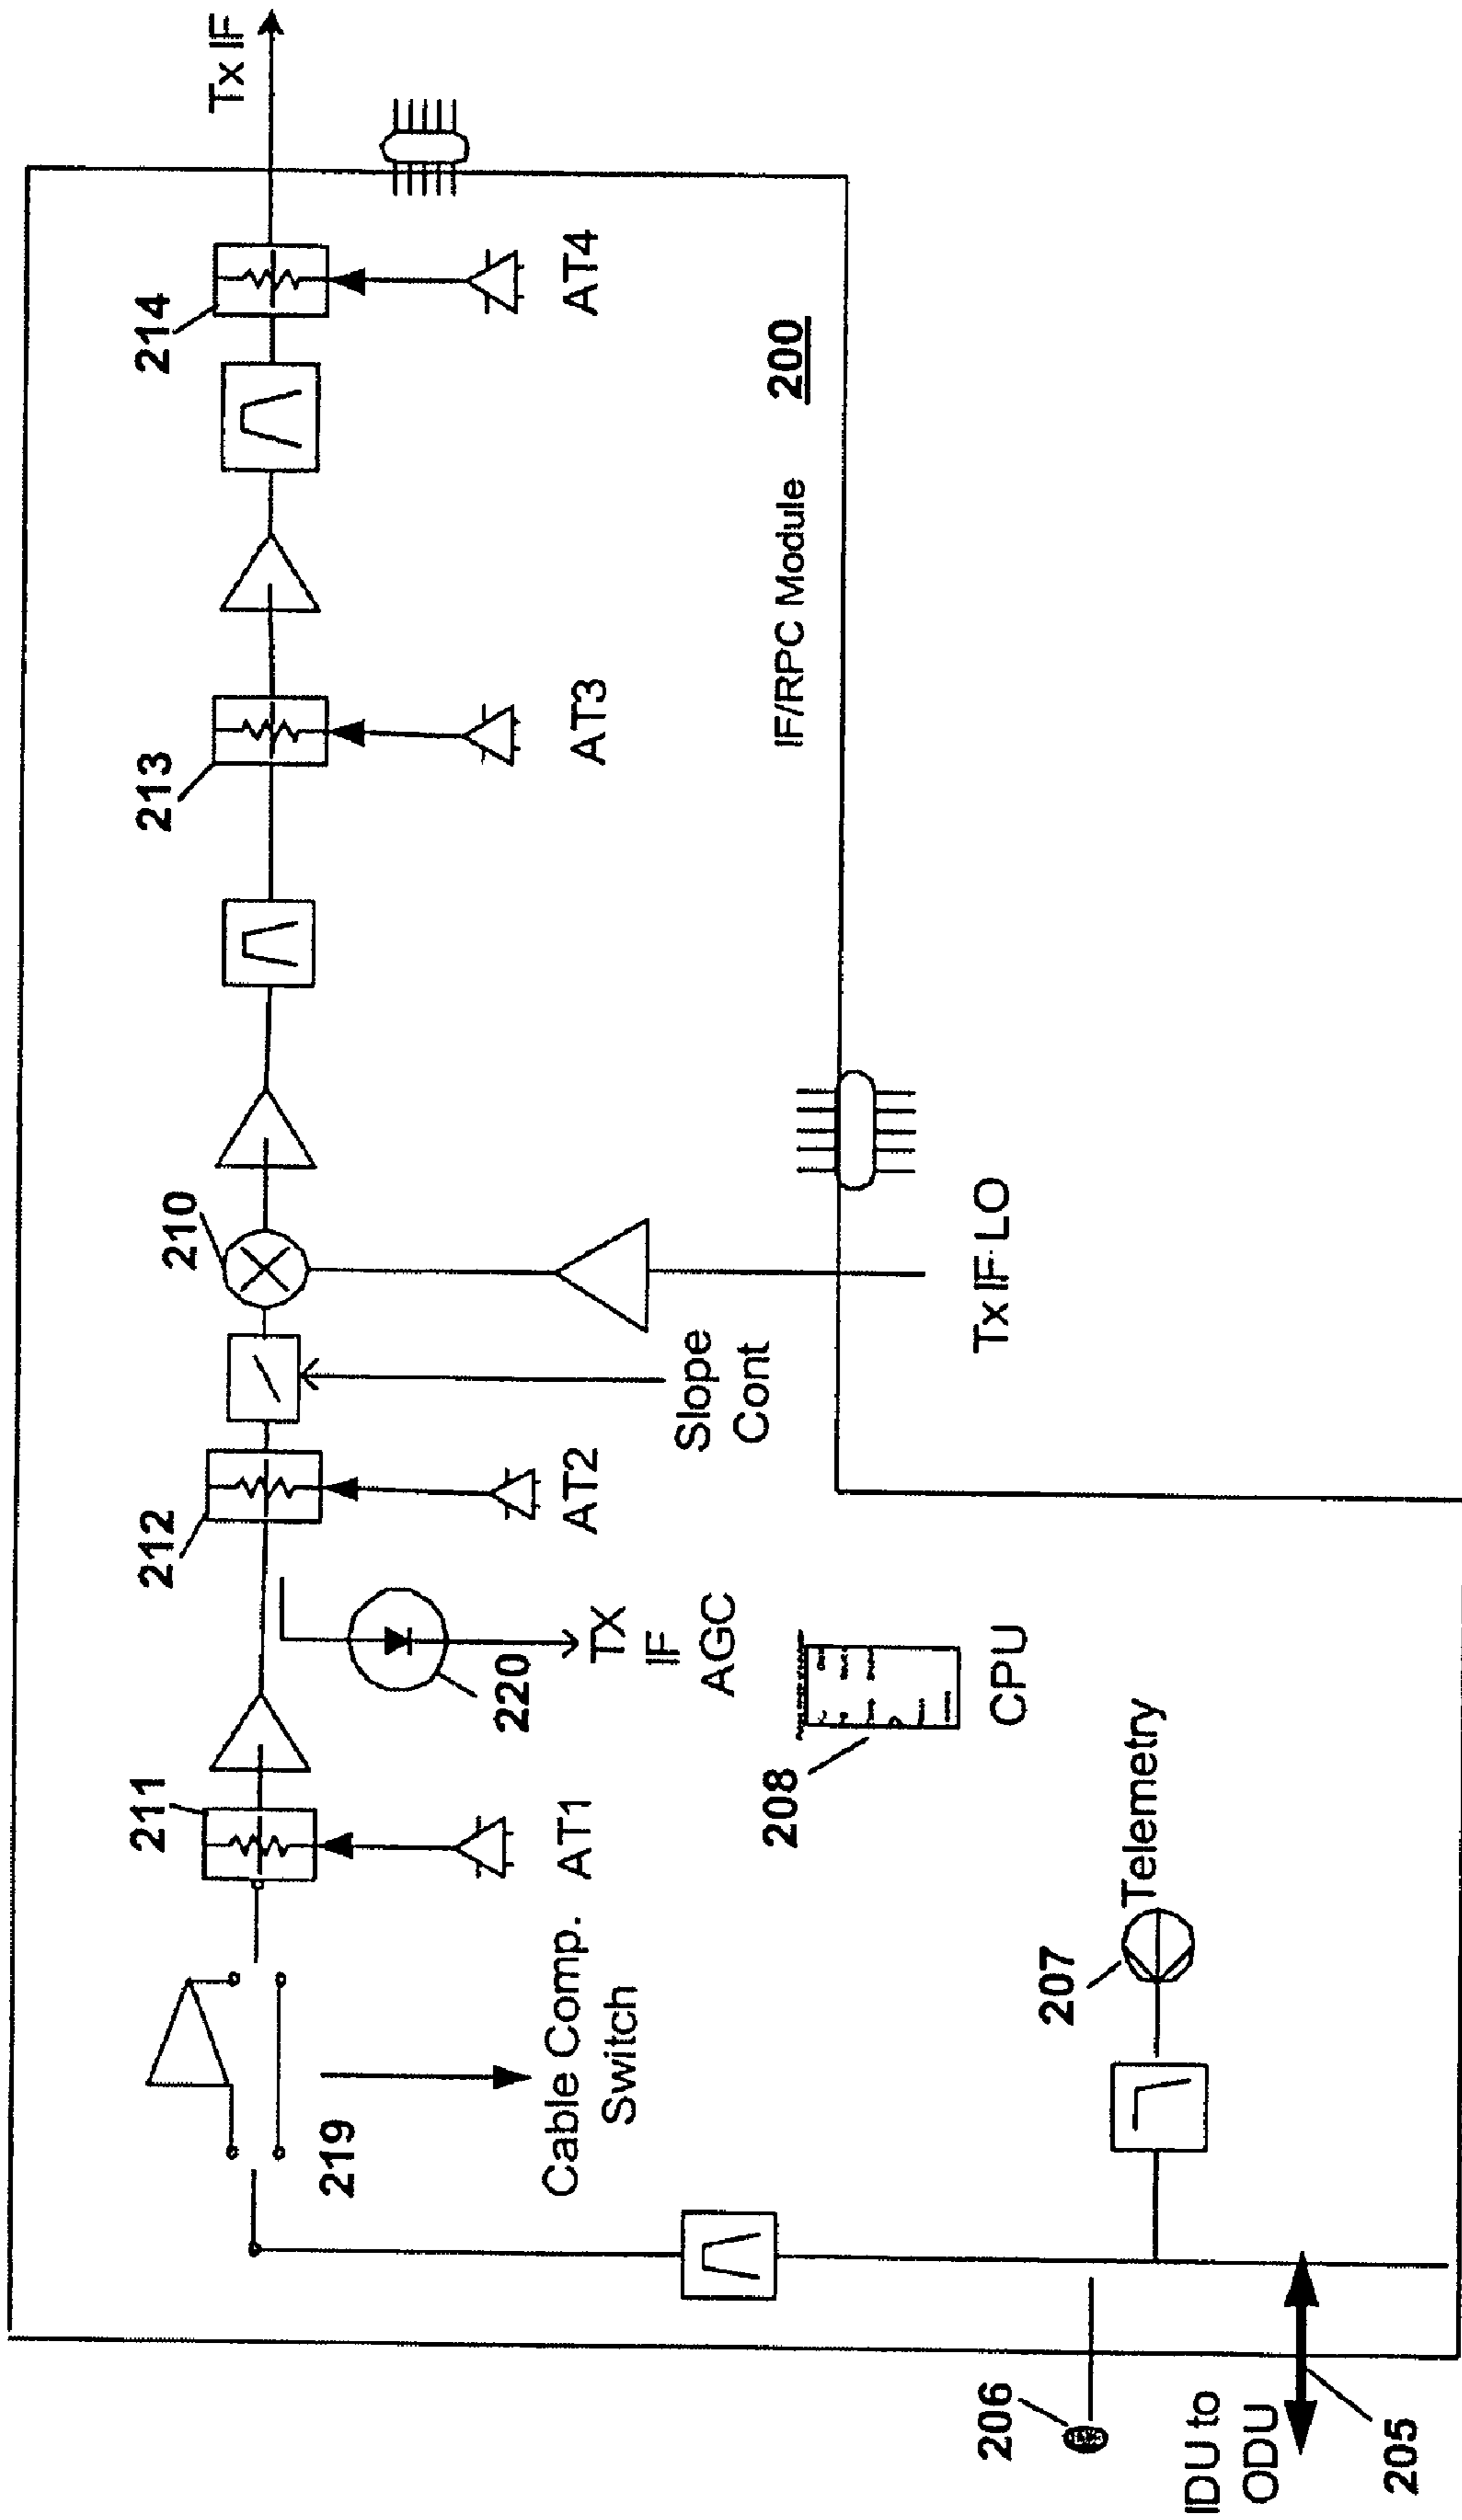 Tx IF
214
AT4
200
IF/RPC Module
213
AT3
210
Tx IF LO
Slope
Cont
212
AT2
220
TX
IF
AGC
208
CPU
211
AT1
Cable Comp.
Switch
219
207
Telemetry
206
IDU to
ODU
205